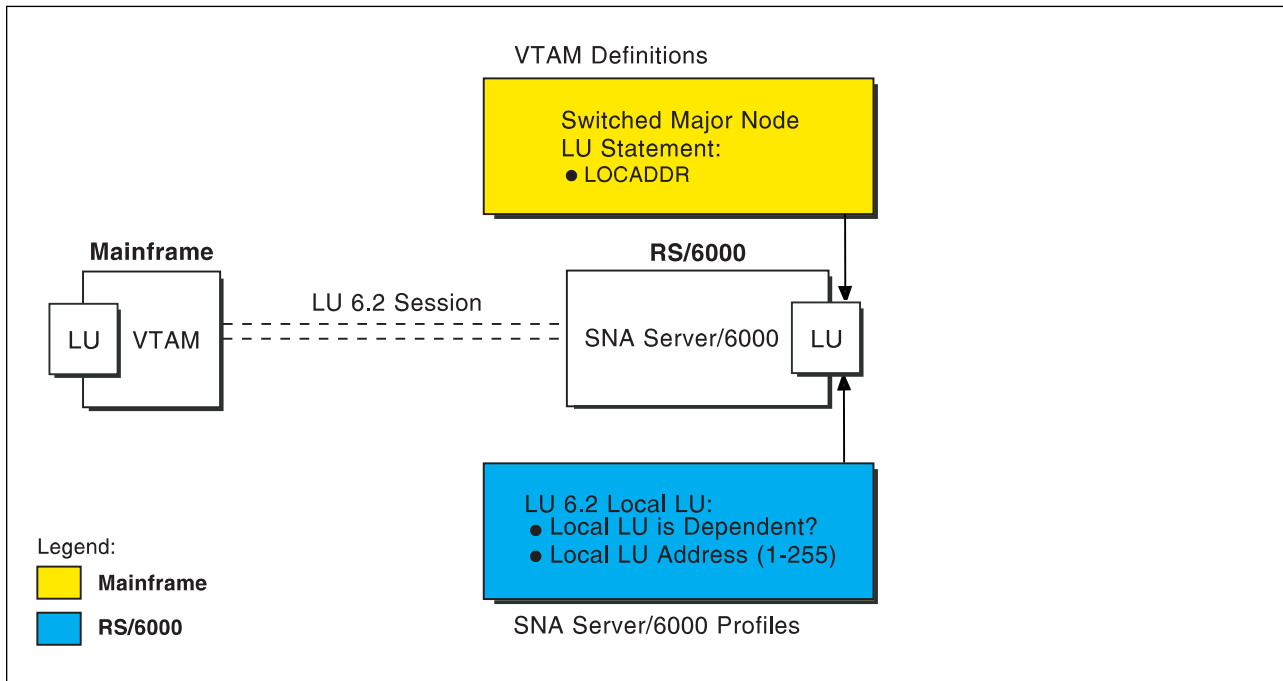 VTAM Definitions
Switched Major Node
LU Statement:
● LOCADDR
Mainframe
RS/6000
LU 6.2 Session
LU
VTAM
SNA Server/6000
LU
LU 6.2 Local LU:
● Local LU is Dependent?
● Local LU Address (1-255)
Legend:
Mainframe
RS/6000
SNA Server/6000 Profiles